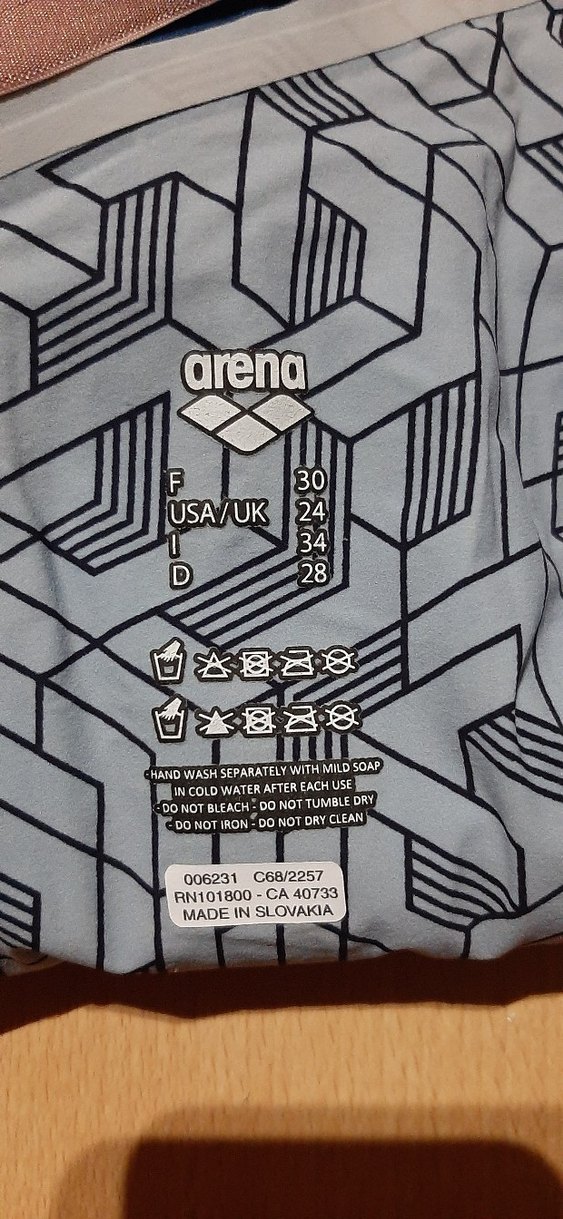 arena
F 30
USA / UK 24
I 34
D 28
- HAND WASH SEPARATELY WITH MILD SOAP
IN COLD WATER AFTER EACH USE
- DO NOT BLEACH - DO NOT TUMBLE DRY
- DO NOT IRON - DO NOT DRY CLEAN
006231 C68/2257
RN101800 - CA 40733
MADE IN SLOVAKIA